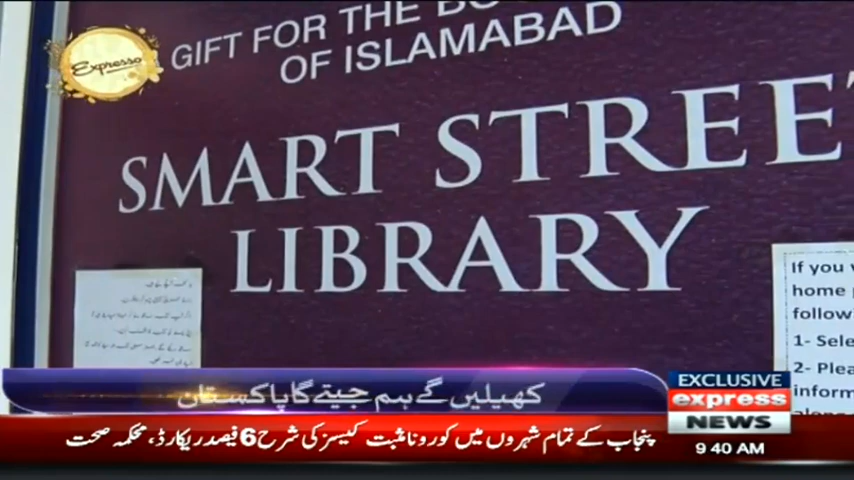 Expresso
GIFT FOR THE
OF ISLAMABAD
SMART STREET
LIBRARY
If you
home
follow
1- Sele
2- Plea
inform
کھیلیں گے ہم جیتے گا پاکستان
EXCLUSIVE
express
NEWS
9:40 AM
پنجاب کے تمام شہروں میں کورونا مثبت کیسز کی شرح 6 فیصد ریکارڈ، محکمہ صحت